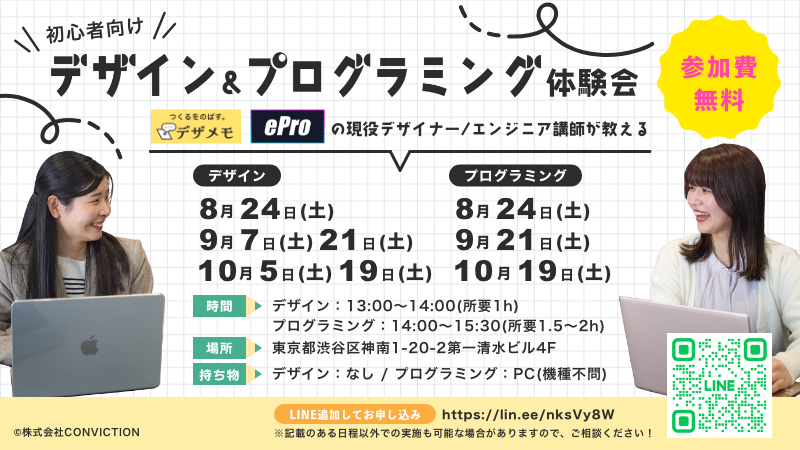 初心者向け
デザイン&プログラミング体験会
参加費
無料
つくるをのばす。
デザメモ
ePro
の現役デザイナー/エンジニア講師が教える
デザイン
8月24日(土)
9月7日(土)21日(土)
10月5日(土)19日(土)
プログラミング
8月24日(土)
9月21日(土)
10月19日(土)
時間
デザイン：13:00〜14:00(所要1h)
プログラミング：14:00〜15:30(所要1.5〜2h)
場所
東京都渋谷区神南1-20-2第一清水ビル4F
持ち物
デザイン：なし / プログラミング：PC(機種不問)
LINE
LINE追加してお申し込み
https://lin.ee/nksVy8W
※記載のある日程以外での実施も可能な場合がありますので、ご相談ください！
©株式会社CONVICTION